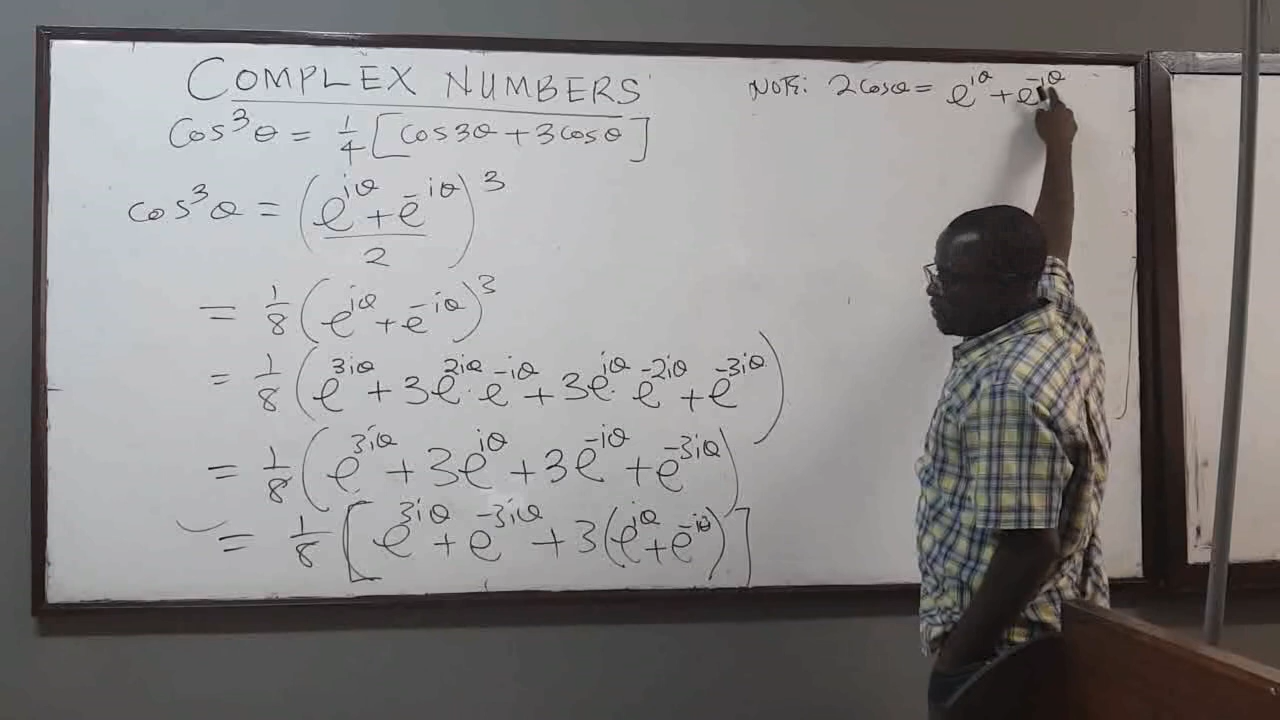 COMPLEX NUMBERS
NOTE: 2cosθ = e^{iθ} + e^{-iθ}
Cos³θ = 1/4 [cos3θ + 3cosθ]
cos³θ = ((e^{iθ} + e^{-iθ})/2)³
= 1/8 (e^{iθ} + e^{-iθ})³
= 1/8 (e^{3iθ} + 3e^{2iθ}·e^{-iθ} + 3e^{iθ}·e^{-2iθ} + e^{-3iθ})
= 1/8 (e^{3iθ} + 3e^{iθ} + 3e^{-iθ} + e^{-3iθ})
= 1/8 [e^{3iθ} + e^{-3iθ} + 3(e^{iθ} + e^{-iθ})]